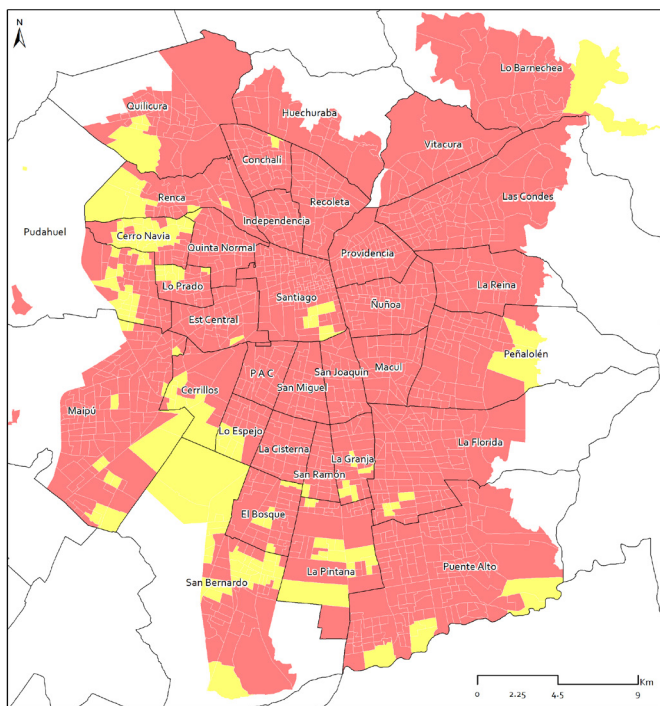 N
Lo Barnechea
Quilicura
Huechuraba
Vitacura
Conchalí
Las Condes
Renca
Recoleta
Independencia
Pudahuel
Cerro Navia
Quinta Normal
Providencia
Lo Prado
La Reina
Santiago
Ñuñoa
Est Central
Peñalolén
Macul
P A C
San Joaquín
San Miguel
Cerrillos
Maipú
Lo Espejo
La Florida
La Cisterna
La Granja
San Ramón
El Bosque
La Pintana
Puente Alto
San Bernardo
Km
0 2.25 4.5 9